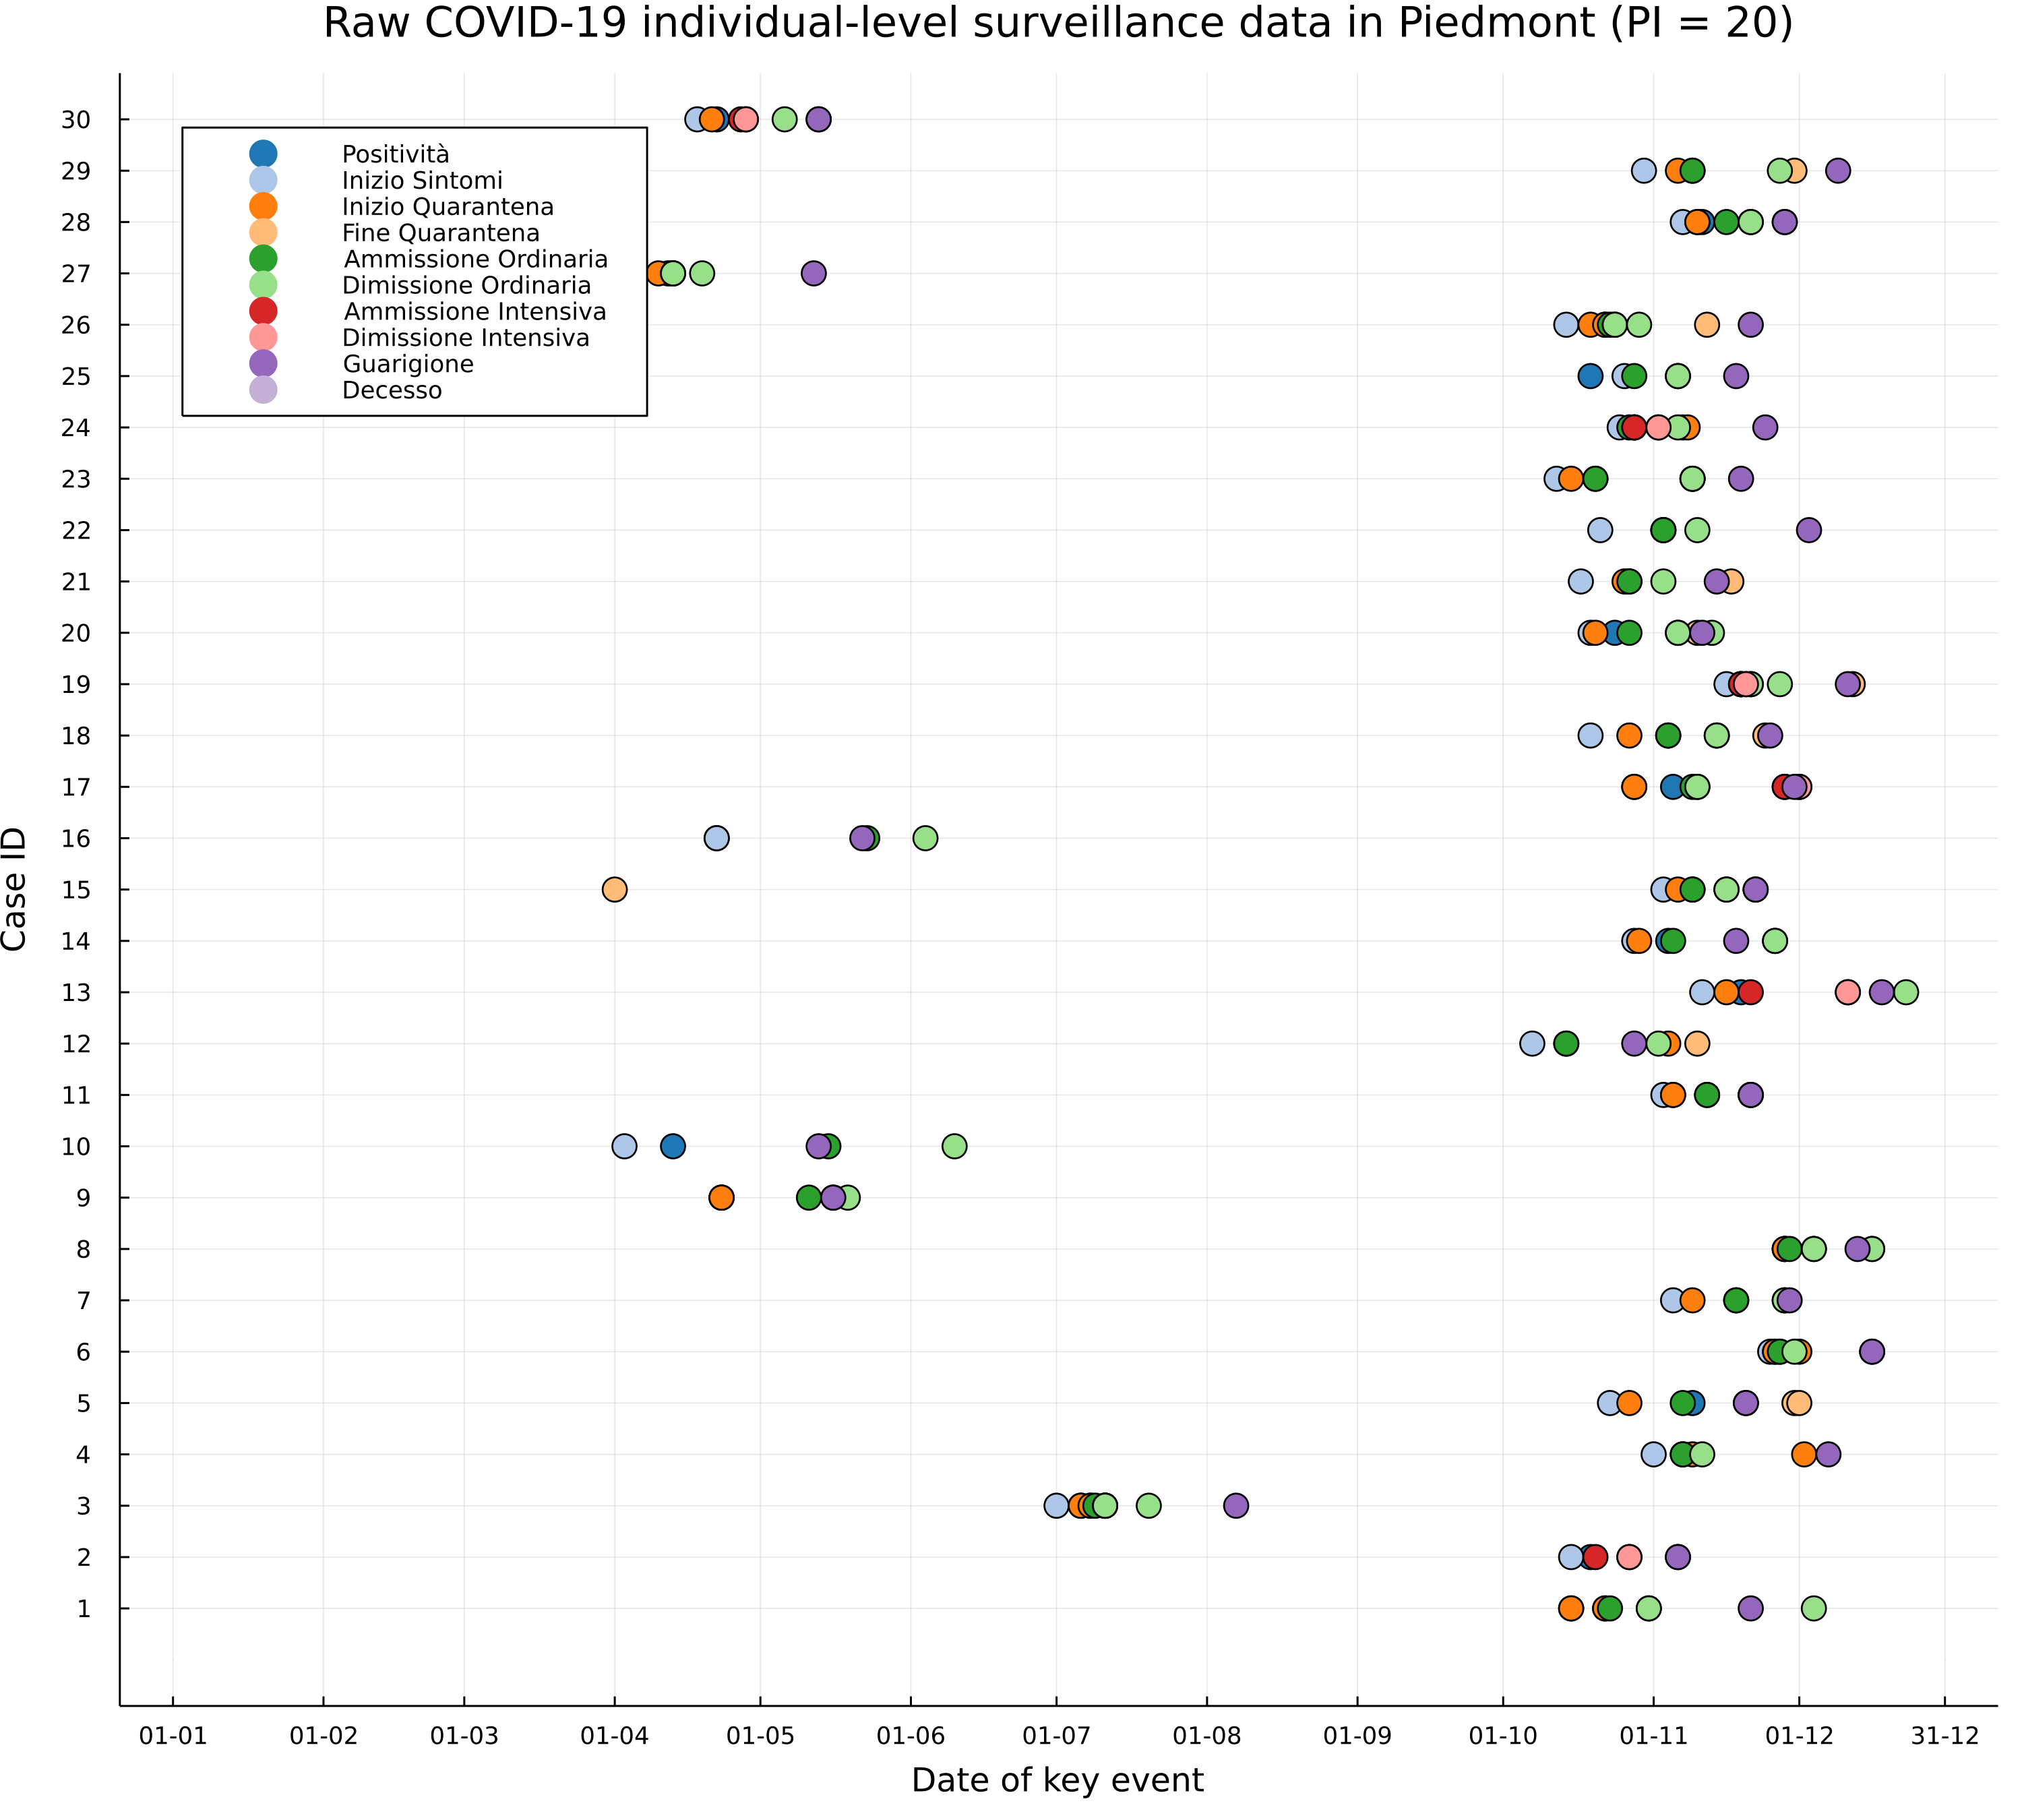 Raw COVID-19 individual-level surveillance data in Piedmont (PI = 20)
Case ID
30
29
28
27
26
25
24
23
22
21
20
19
18
17
16
15
14
13
12
11
10
9
8
7
6
5
4
3
2
1
Positività
Inizio Sintomi
Inizio Quarantena
Fine Quarantena
Ammissione Ordinaria
Dimissione Ordinaria
Ammissione Intensiva
Dimissione Intensiva
Guarigione
Decesso
01-01 01-02 01-03 01-04 01-05 01-06 01-07 01-08 01-09 01-10 01-11 01-12 31-12
Date of key event